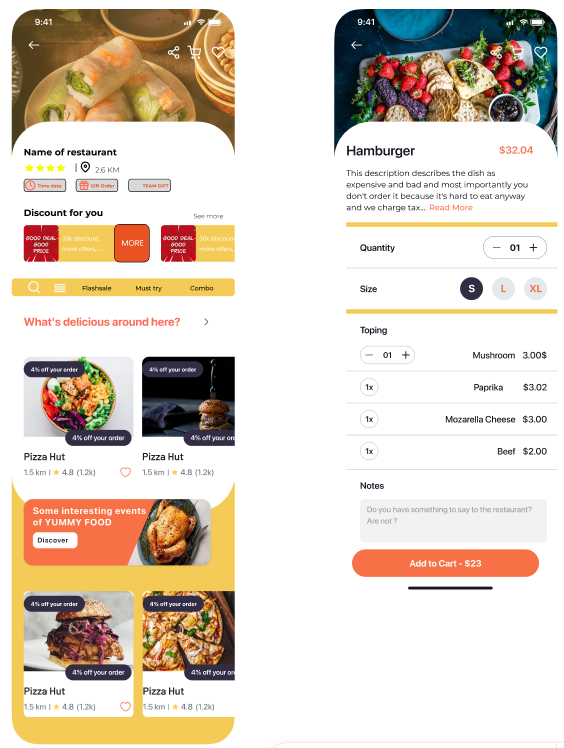 9:41
Name of restaurant
2.6 KM
Time date
Gift Order
TEAM GIFT
Discount for you
See more
GOOD DEAL
GOOD
PRICE
30k discount,
more offers,...
MORE
GOOD DEAL
GOOD
PRICE
30k discoun
more offers,
Flashsale
Must try
Combo
What's delicious around here?
4% off your order
4% off your order
4% off your order
4% off your or
Pizza Hut
1.5 km | 4.8 (1.2k)
Pizza Hut
1.5 km | 4.8 (1.2k)
Some interesting events
of YUMMY FOOD
Discover
4% off your order
4% off your order
4% off your order
4% off your or
Pizza Hut
1.5 km | 4.8 (1.2k)
Pizza Hut
1.5 km | 4.8 (1.2k)
9:41
Hamburger
$32.04
This description describes the dish as
expensive and bad and most importantly you
don't order it because it's hard to eat anyway
and we charge tax... Read More
Quantity
01
Size
S
L
XL
Toping
01
Mushroom 3.00$
1x
Paprika $3.02
1x
Mozarella Cheese $3.00
1x
Beef $2.00
Notes
Do you have something to say to the restaurant?
Are not ?
Add to Cart - $23